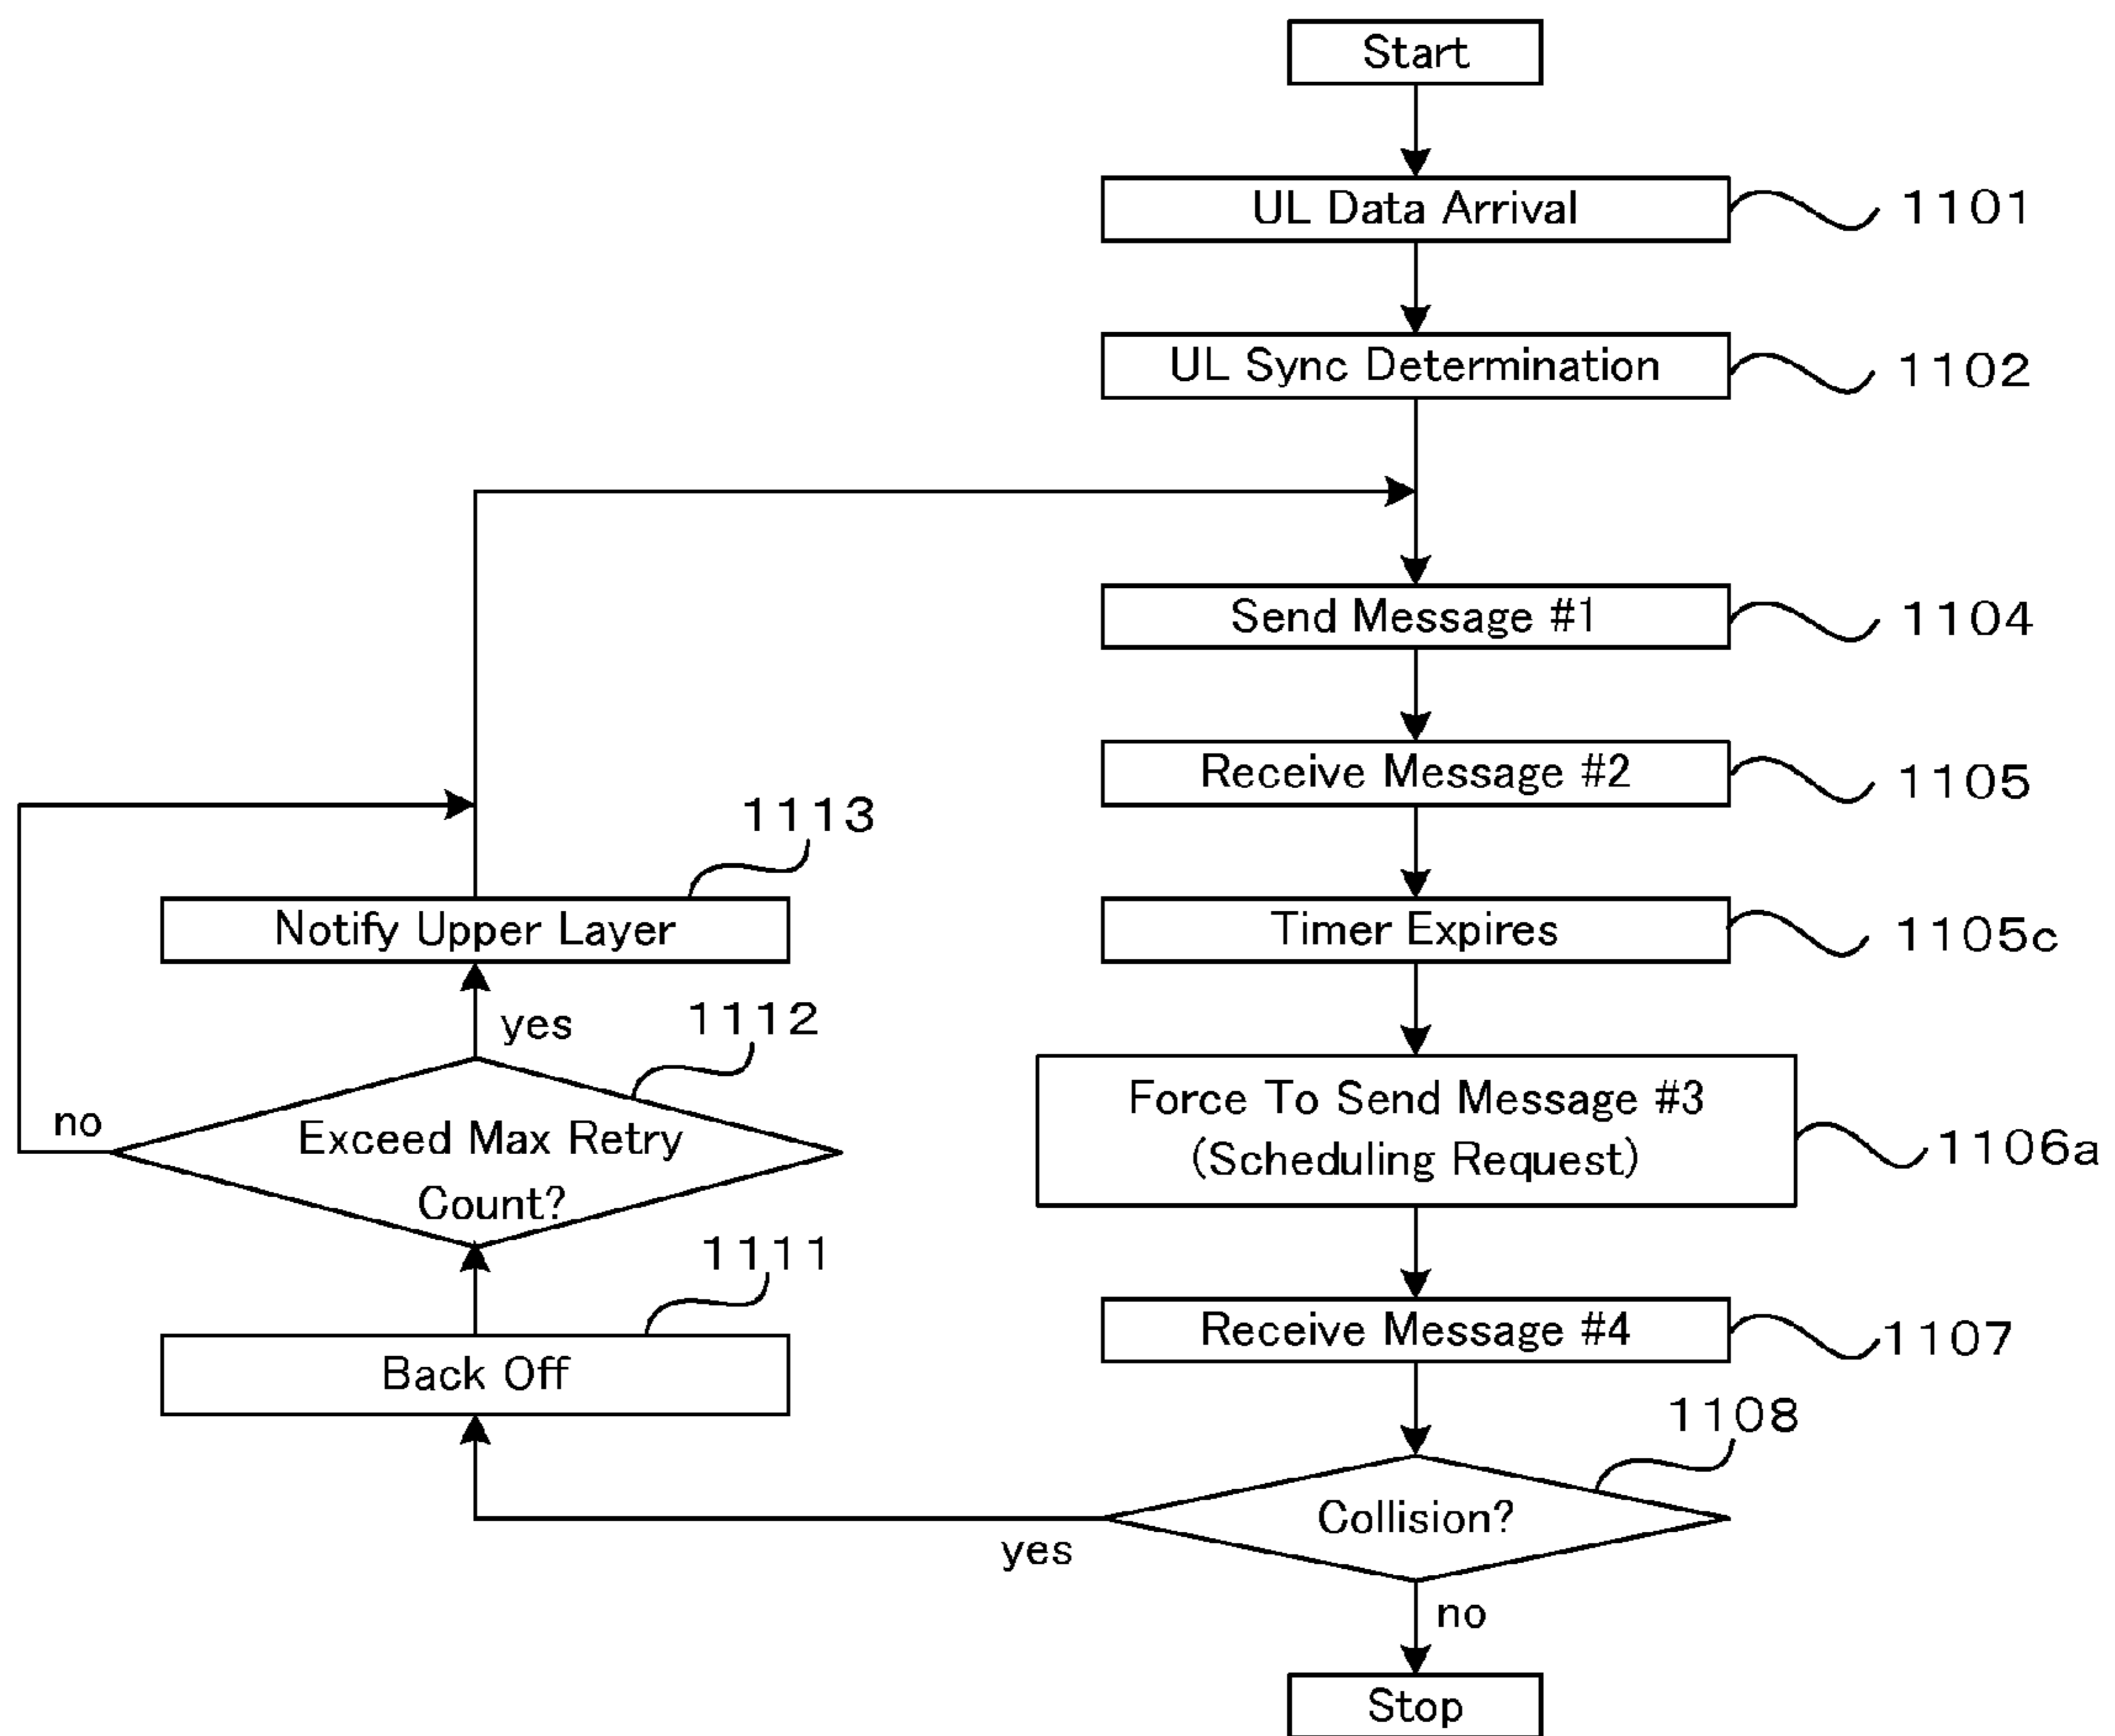 Start
UL Data Arrival
1101
UL Sync Determination
1102
Send Message #1
1104
Receive Message #2
1105
1113
Notify Upper Layer
Timer Expires
1105c
yes
1112
no
Exceed Max Retry
Count?
Force To Send Message #3
(Scheduling Request)
1106a
1111
Back Off
Receive Message #4
1107
1108
Collision?
yes
no
Stop